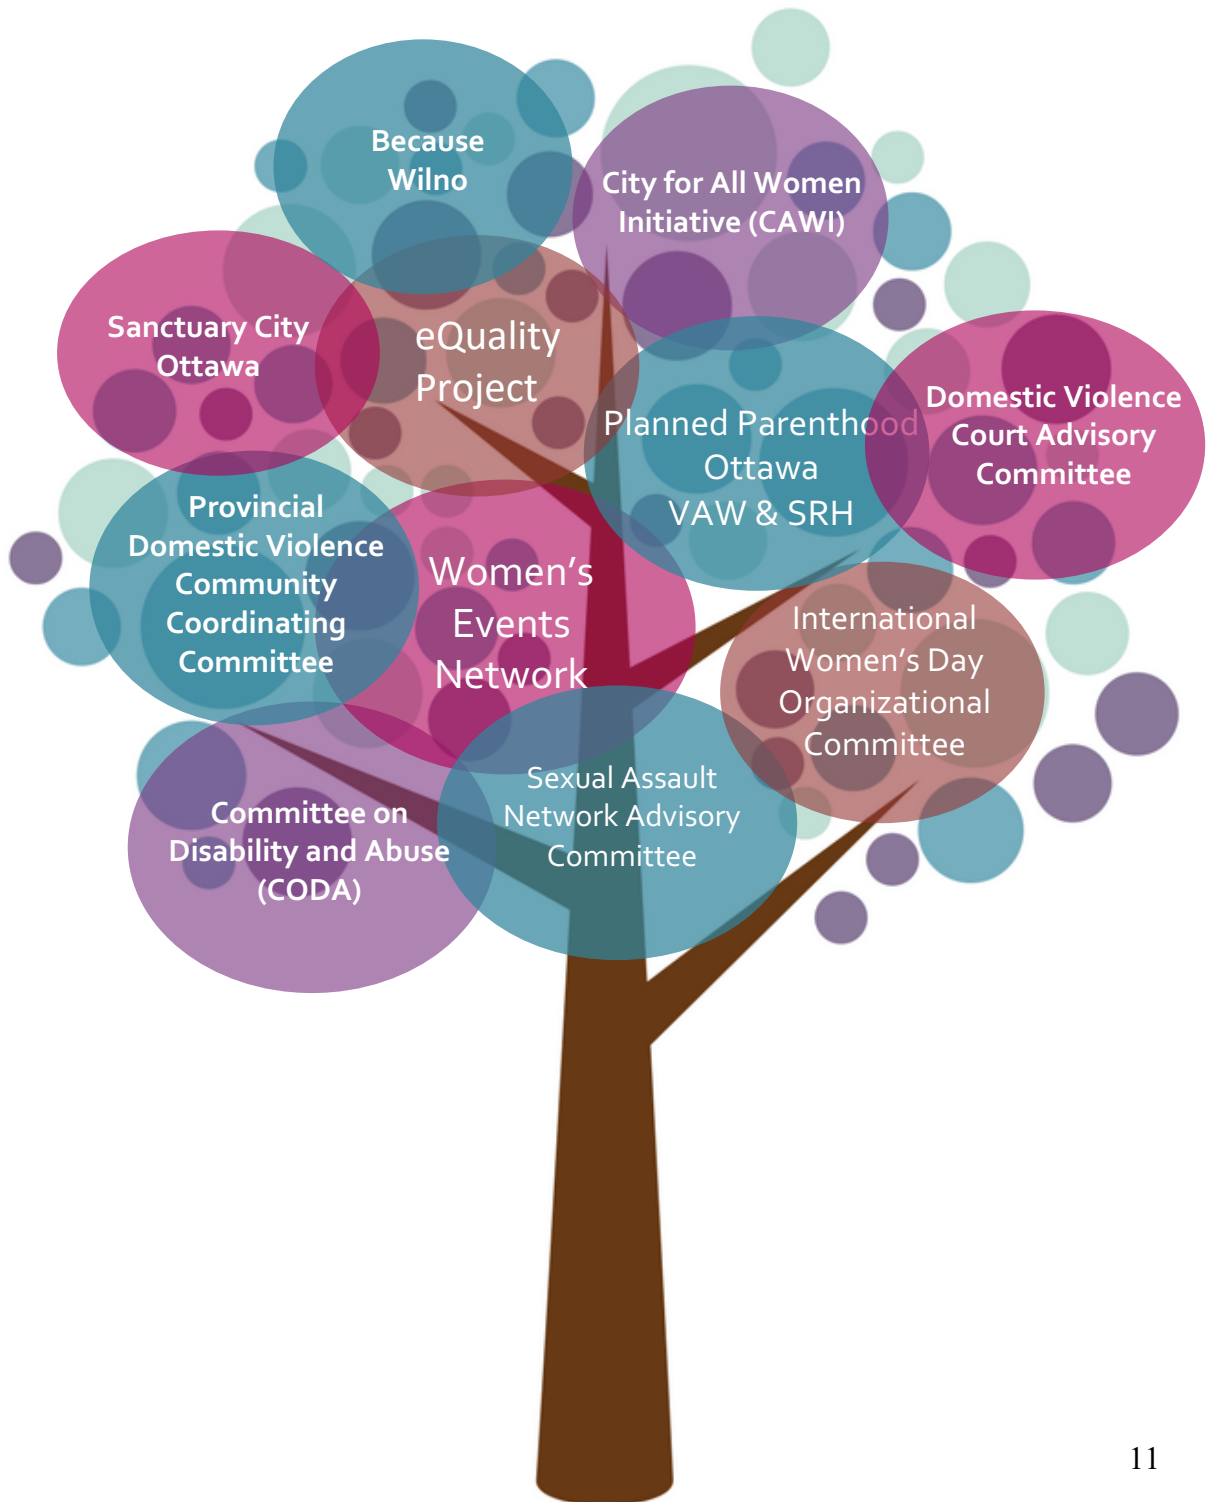 Because
Wilno
City for All Women
Initiative (CAWI)
Sanctuary City
Ottawa
eQuality
Project
Planned Parenthood
Ottawa
VAW & SRH
Domestic Violence
Court Advisory
Committee
Provincial
Domestic Violence
Community
Coordinating
Committee
Women’s
Events
Network
International
Women’s Day
Organizational
Committee
Committee on
Disability and Abuse
(CODA)
Sexual Assault
Network Advisory
Committee
11